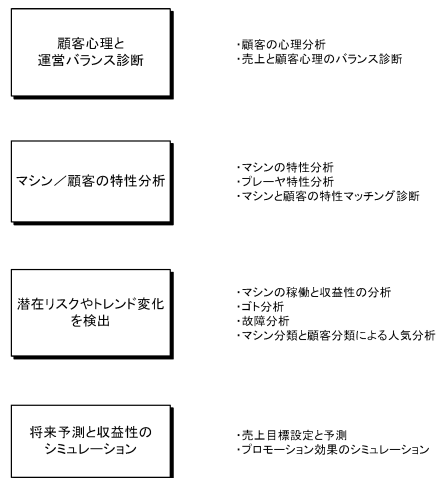 顧客心理と
運営バランス診断
・顧客の心理分析
・売上と顧客心理のバランス診断
マシン／顧客の特性分析
・マシンの特性分析
・プレーヤ特性分析
・マシンと顧客の特性マッチング診断
潜在リスクやトレンド変化
を検出
・マシンの稼働と収益性の分析
・ゴト分析
・故障分析
・マシン分類と顧客分類による人気分析
将来予測と収益性の
シミュレーション
・売上目標設定と予測
・プロモーション効果のシミュレーション